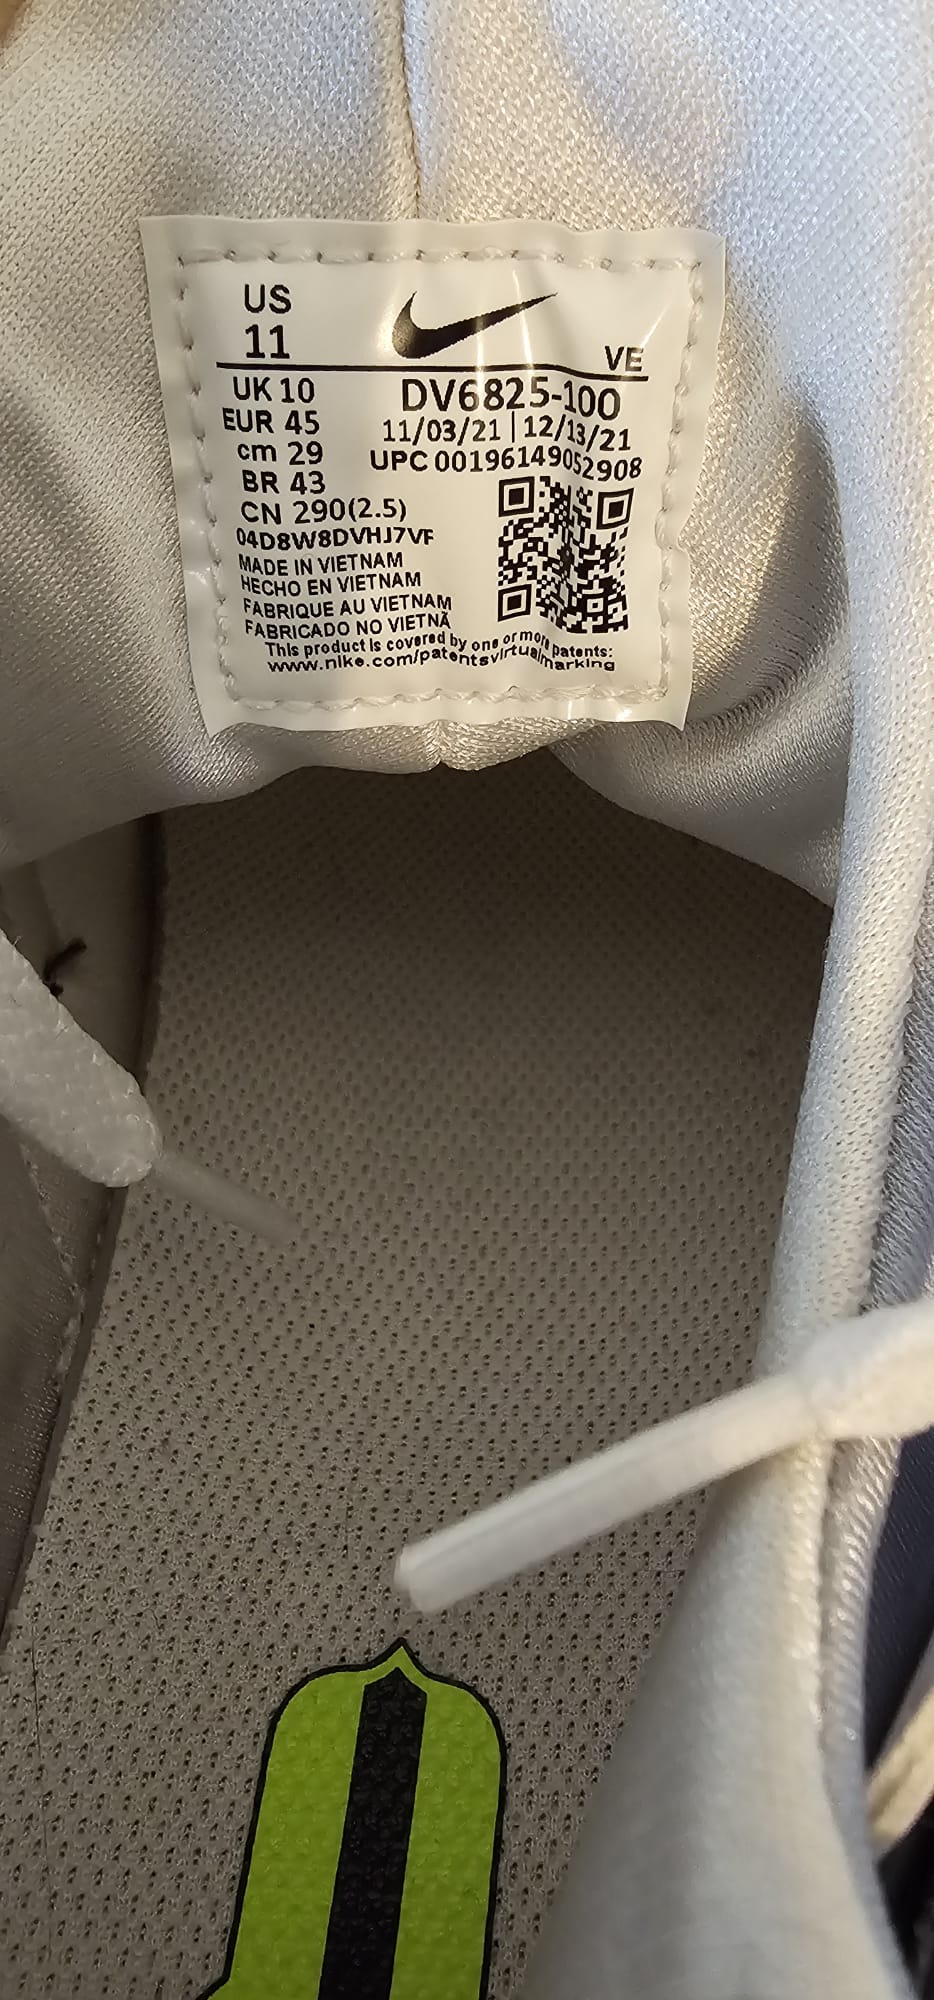 US
11
VE
UK 10
DV6825-100
EUR 45
11/03/21 | 12/13/21
cm 29
UPC 00196149052908
BR 43
CN 290(2.5)
04D8W8DVHJ7VF
MADE IN VIETNAM
HECHO EN VIETNAM
FABRIQUE AU VIETNAM
FABRICADO NO VIETNÃ
This product is covered by one or more patents:
www.nike.com/patentsvirtualmarking